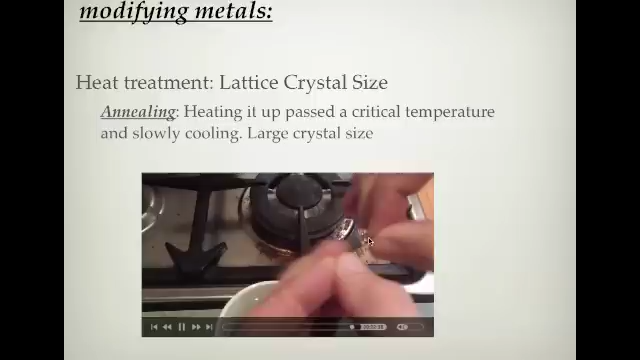 modifying metals:
Heat treatment: Lattice Crystal Size
Annealing: Heating it up passed a critical temperature
and slowly cooling. Large crystal size